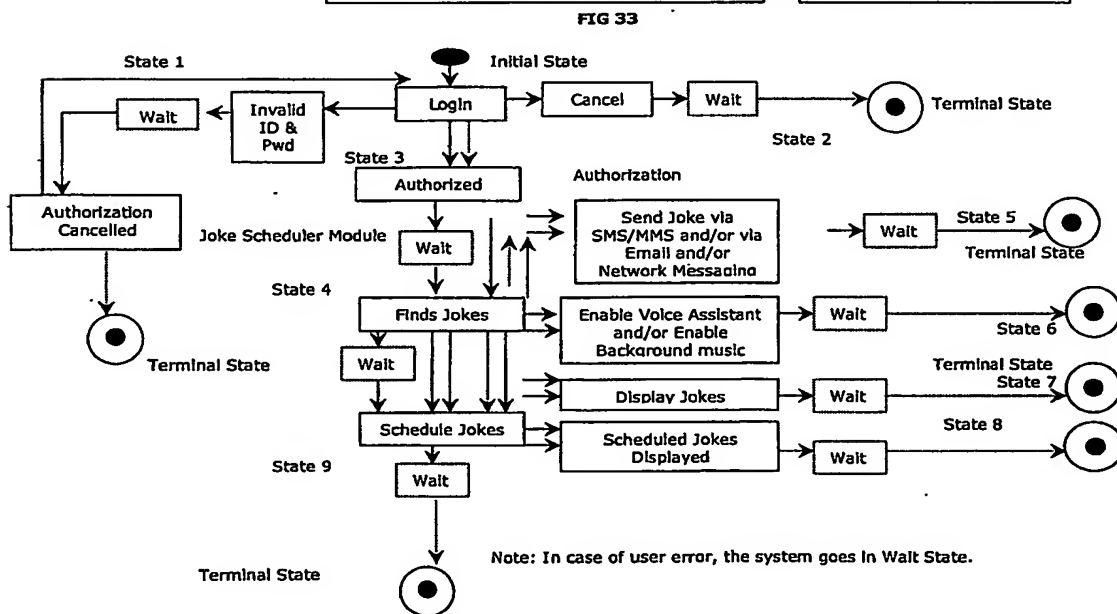 FIG 33
State 1
Initial State
Login
Cancel
Wait
Terminal State
Wait
Invalid
ID &
Pwd
State 2
State 3
Authorized
Authorization
Authorization
Cancelled
Joke Scheduler Module
Wait
Send Joke via
SMS/MMS and/or via
Email and/or
Network Messaging
Wait
State 5
Terminal State
State 4
Finds Jokes
Enable Voice Assistant
and/or Enable
Background music
Wait
State 6
Terminal State
Wait
Terminal State
State 7
Display Jokes
Wait
Schedule Jokes
Scheduled Jokes
Displayed
Wait
State 8
State 9
Wait
Note: In case of user error, the system goes in Wait State.
Terminal State